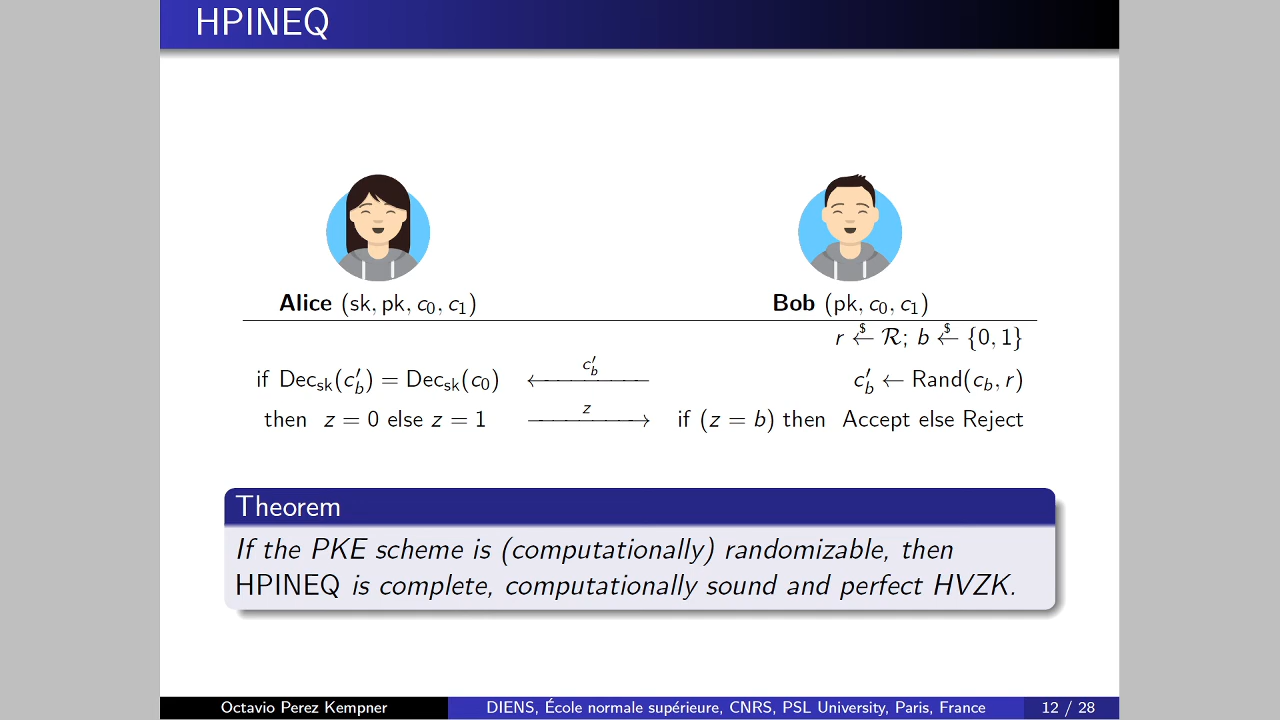 HPINEQ
Alice (sk, pk, c₀, c₁) Bob (pk, c₀, c₁)
r ←$ ℛ; b ←$ {0, 1}
if Dec_sk(c′_b) = Dec_sk(c₀) c′_b c′_b ← Rand(c_b, r)
then z = 0 else z = 1 z if (z = b) then Accept else Reject
Theorem
If the PKE scheme is (computationally) randomizable, then
HPINEQ is complete, computationally sound and perfect HVZK.
Octavio Perez Kempner DIENS, École normale supérieure, CNRS, PSL University, Paris, France 12 / 28